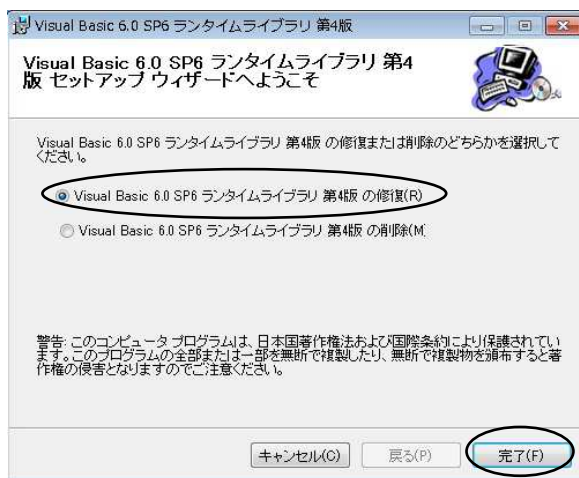 Visual Basic 6.0 SP6 ランタイムライブラリ 第4版
Visual Basic 6.0 SP6 ランタイムライブラリ 第4
版 セットアップ ウィザードへようこそ
Visual Basic 6.0 SP6 ランタイムライブラリ 第4版 の修復または削除のどちらかを選択して
ください。
Visual Basic 6.0 SP6 ランタイムライブラリ 第4版 の修復(R)
Visual Basic 6.0 SP6 ランタイムライブラリ 第4版 の削除(M
警告: このコンピュータ プログラムは、日本国著作権法および国際条約により保護されてい
ます。このプログラムの全部または一部を無断で複製したり、無断で複製物を頒布すると著
作権の侵害となりますのでご注意ください。
キャンセル(C)
戻る(P)
完了(F)